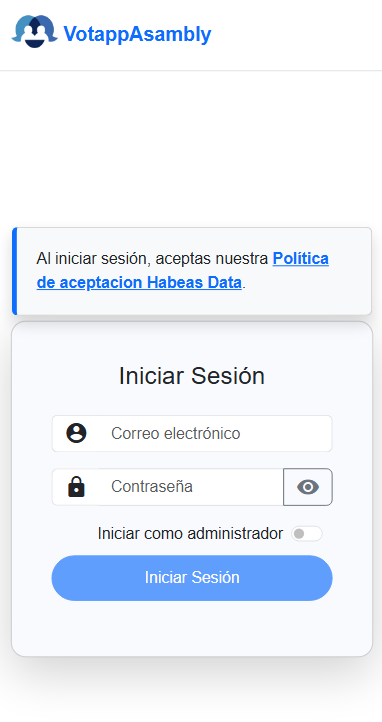 VotappAsambly
Al iniciar sesión, aceptas nuestra Política
de aceptacion Habeas Data.
Iniciar Sesión
Correo electrónico
Contraseña
Iniciar como administrador
Iniciar Sesión